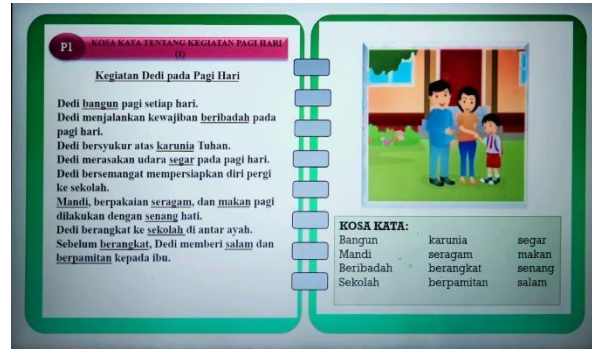 P1
KOSA KATA TENTANG KEGIATAN PAGI HARI
(1)
Kegiatan Dedi pada Pagi Hari
Dedi bangun pagi setiap hari.
Dedi menjalankan kewajiban beribadah pada
pagi hari.
Dedi bersyukur atas karunia Tuhan.
Dedi merasakan udara segar pada pagi hari.
Dedi bersemangat mempersiapkan diri pergi
ke sekolah.
Mandi, berpakaian seragam, dan makan pagi
dilakukan dengan senang hati.
Dedi berangkat ke sekolah di antar ayah.
Sebelum berangkat, Dedi memberi salam dan
berpamitan kepada ibu.
KOSA KATA:
Bangun karunia segar
Mandi seragam makan
Beribadah berangkat senang
Sekolah berpamitan salam